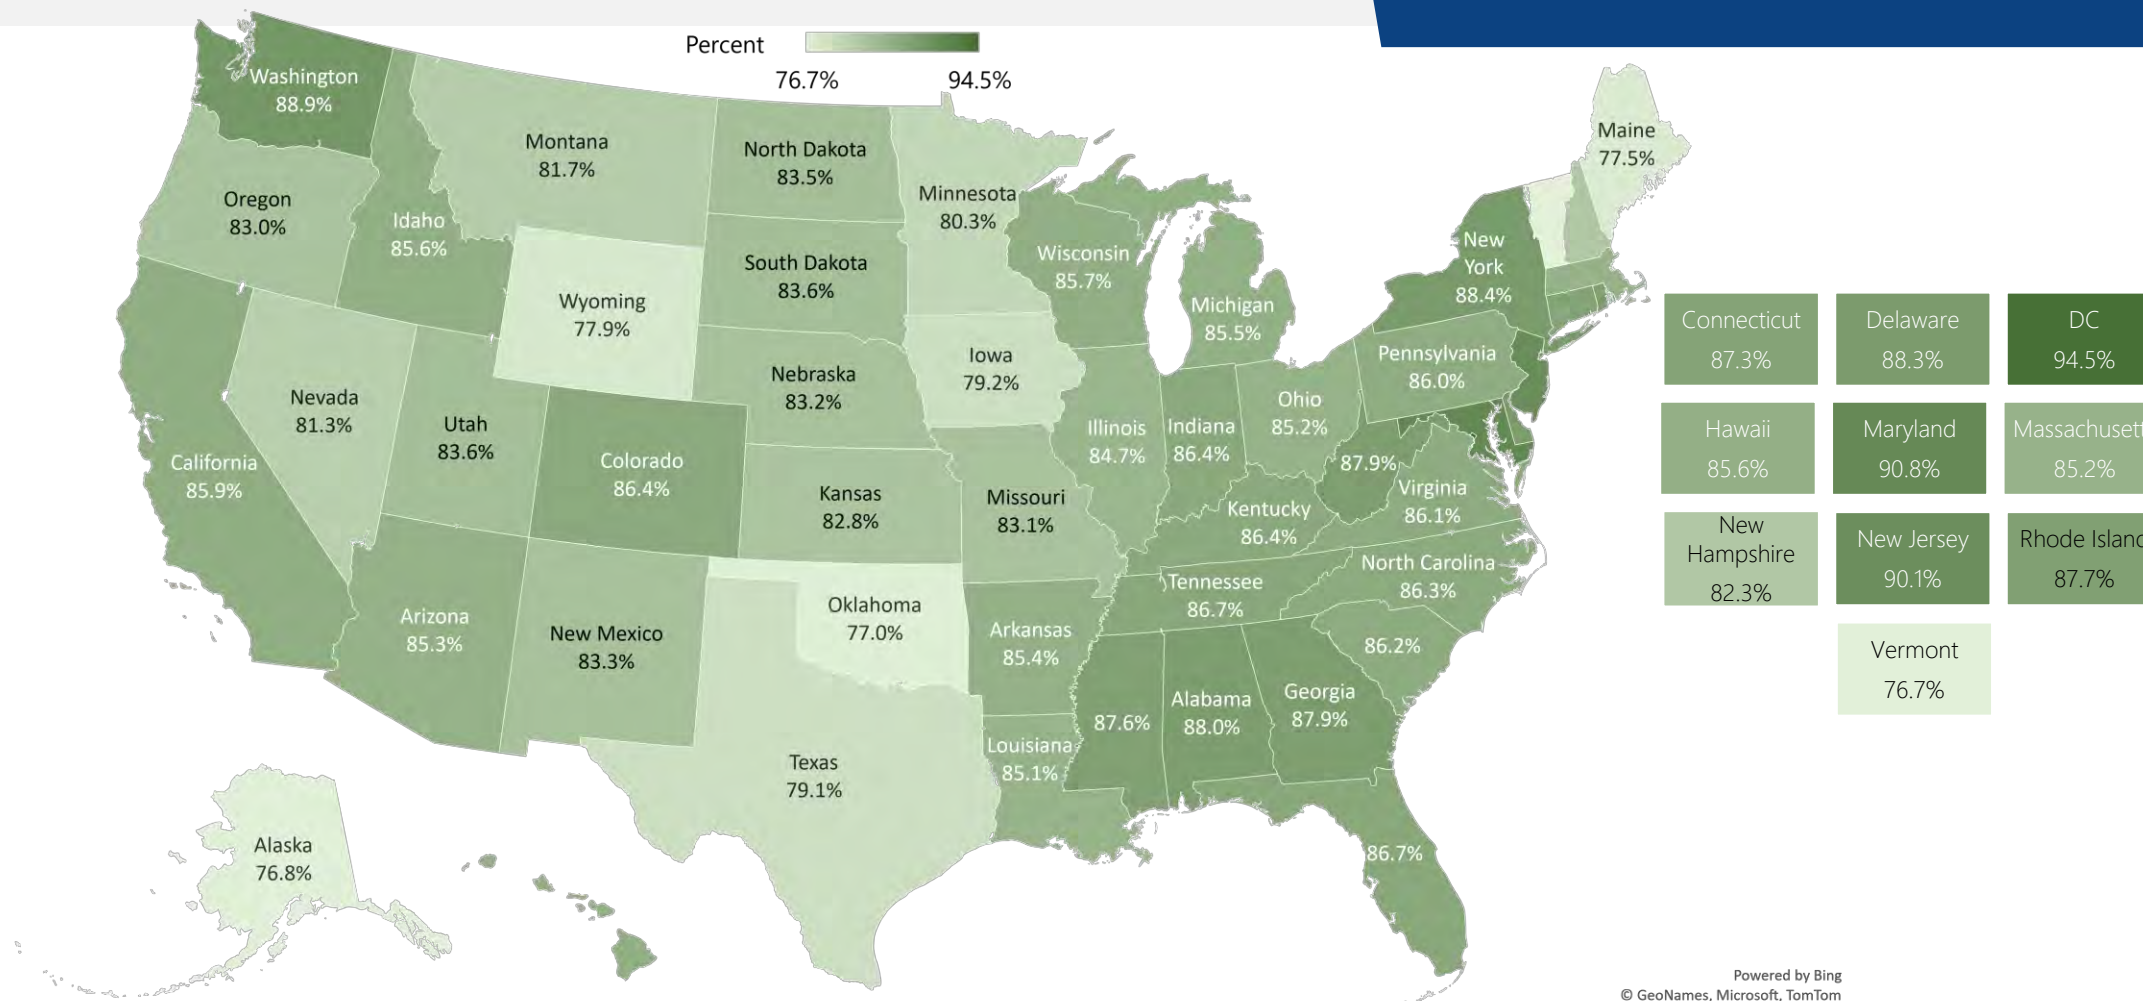 Percent
76.7% 94.5%
Washington
88.9%
Montana
81.7%
North Dakota
83.5%
Minnesota
80.3%
Maine
77.5%
Oregon
83.0%
Idaho
85.6%
Wyoming
77.9%
South Dakota
83.6%
Wisconsin
85.7%
Michigan
85.5%
New
York
88.4%
Nevada
81.3%
Utah
83.6%
Nebraska
83.2%
Iowa
79.2%
Illinois
84.7%
Indiana
86.4%
Ohio
85.2%
Pennsylvania
86.0%
California
85.9%
Colorado
86.4%
Kansas
82.8%
Missouri
83.1%
Kentucky
86.4%
87.9%
Virginia
86.1%
Arizona
85.3%
New Mexico
83.3%
Oklahoma
77.0%
Arkansas
85.4%
Tennessee
86.7%
North Carolina
86.3%
86.2%
Texas
79.1%
Louisiana
85.1%
87.6%
Alabama
88.0%
Georgia
87.9%
86.7%
Alaska
76.8%
Connecticut
87.3%
Delaware
88.3%
DC
94.5%
Hawaii
85.6%
Maryland
90.8%
Massachusett
85.2%
New
Hampshire
82.3%
New Jersey
90.1%
Rhode Island
87.7%
Vermont
76.7%
Powered by Bing
© GeoNames, Microsoft, TomTom